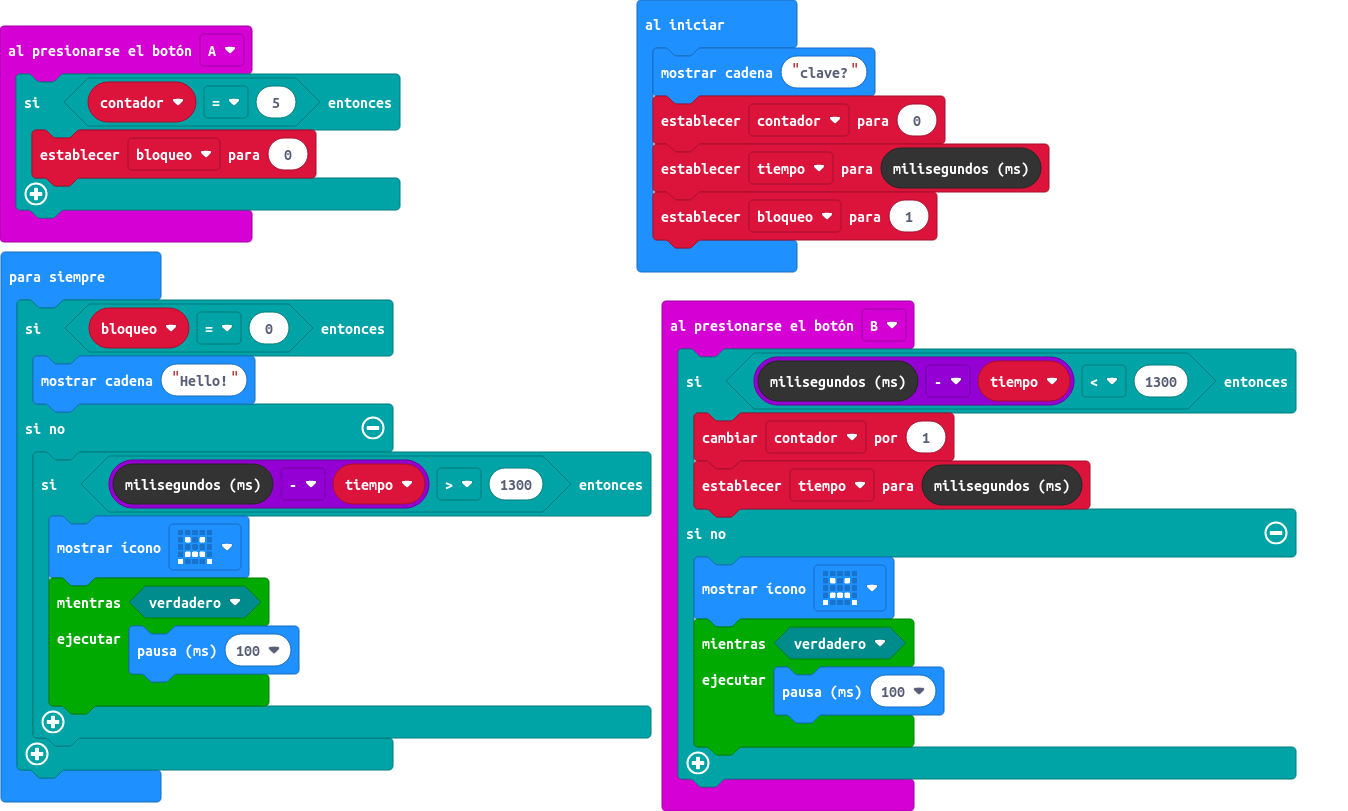 al presionarse el botón A
si contador = 5 entonces
establecer bloqueo para 0
para siempre
si bloqueo = 0 entonces
mostrar cadena "Hello!"
si no
si milisegundos (ms) - tiempo > 1300 entonces
mostrar ícono
mientras verdadero
ejecutar pausa (ms) 100
al iniciar
mostrar cadena "clave?"
establecer contador para 0
establecer tiempo para milisegundos (ms)
establecer bloqueo para 1
al presionarse el botón B
si milisegundos (ms) - tiempo < 1300 entonces
cambiar contador por 1
establecer tiempo para milisegundos (ms)
si no
mostrar ícono
mientras verdadero
ejecutar pausa (ms) 100